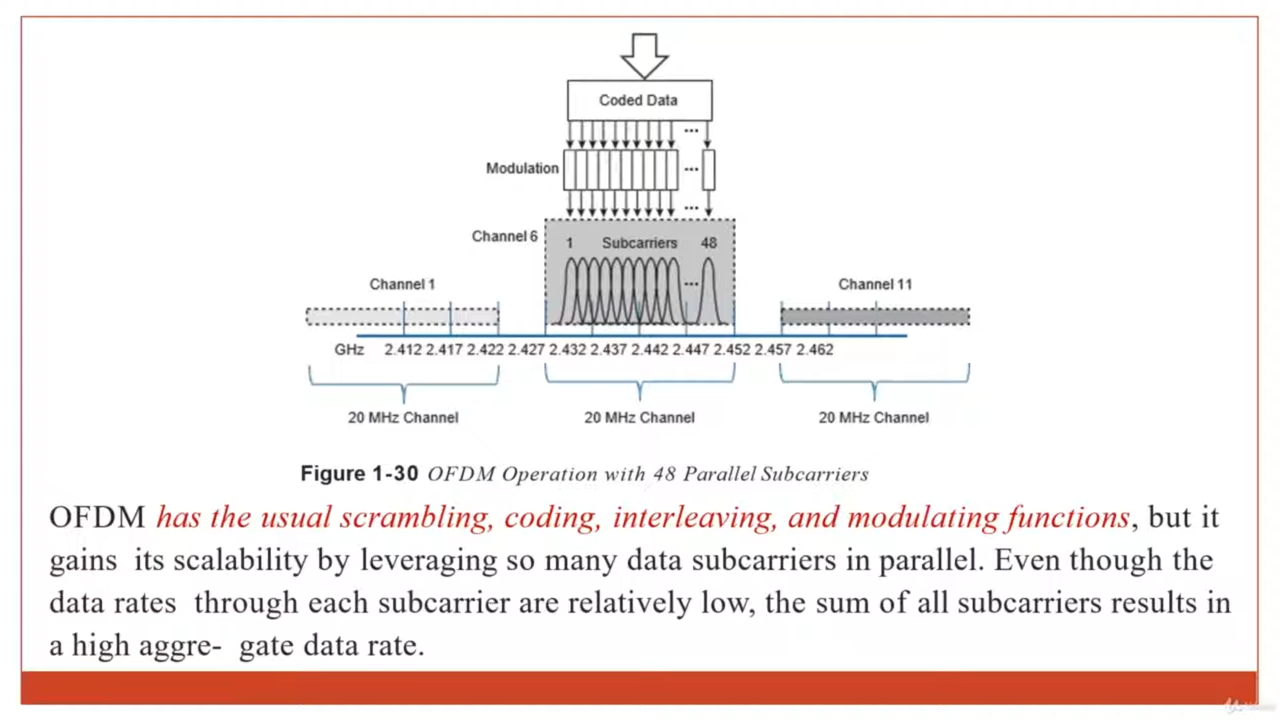 Coded Data
...
Modulation
...
...
Channel 6
1 Subcarriers 48
...
Channel 1
Channel 11
GHz 2.412 2.417 2.422 2.427 2.432 2.437 2.442 2.447 2.452 2.457 2.462
20 MHz Channel 20 MHz Channel 20 MHz Channel
Figure 1-30 OFDM Operation with 48 Parallel Subcarriers
OFDM has the usual scrambling, coding, interleaving, and modulating functions, but it
gains its scalability by leveraging so many data subcarriers in parallel. Even though the
data rates through each subcarrier are relatively low, the sum of all subcarriers results in
a high aggre- gate data rate.